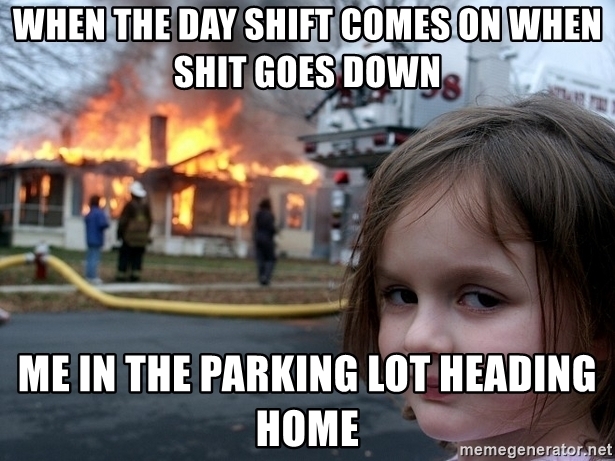 WHEN THE DAY SHIFT COMES ON WHEN
SHIT GOES DOWN
ME IN THE PARKING LOT HEADING
HOME
memegenerator.net